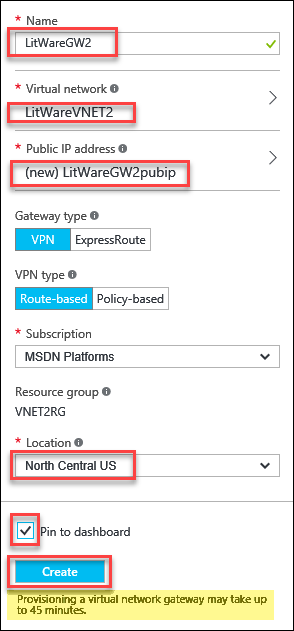 * Name
LitWareGW2
* Virtual network
LitWareVNET2
* Public IP address
(new) LitWareGW2pubip
Gateway type
VPN ExpressRoute
VPN type
Route-based Policy-based
* Subscription
MSDN Platforms
Resource group
VNET2RG
* Location
North Central US
Pin to dashboard
Create
Provisioning a virtual network gateway may take up
to 45 minutes.